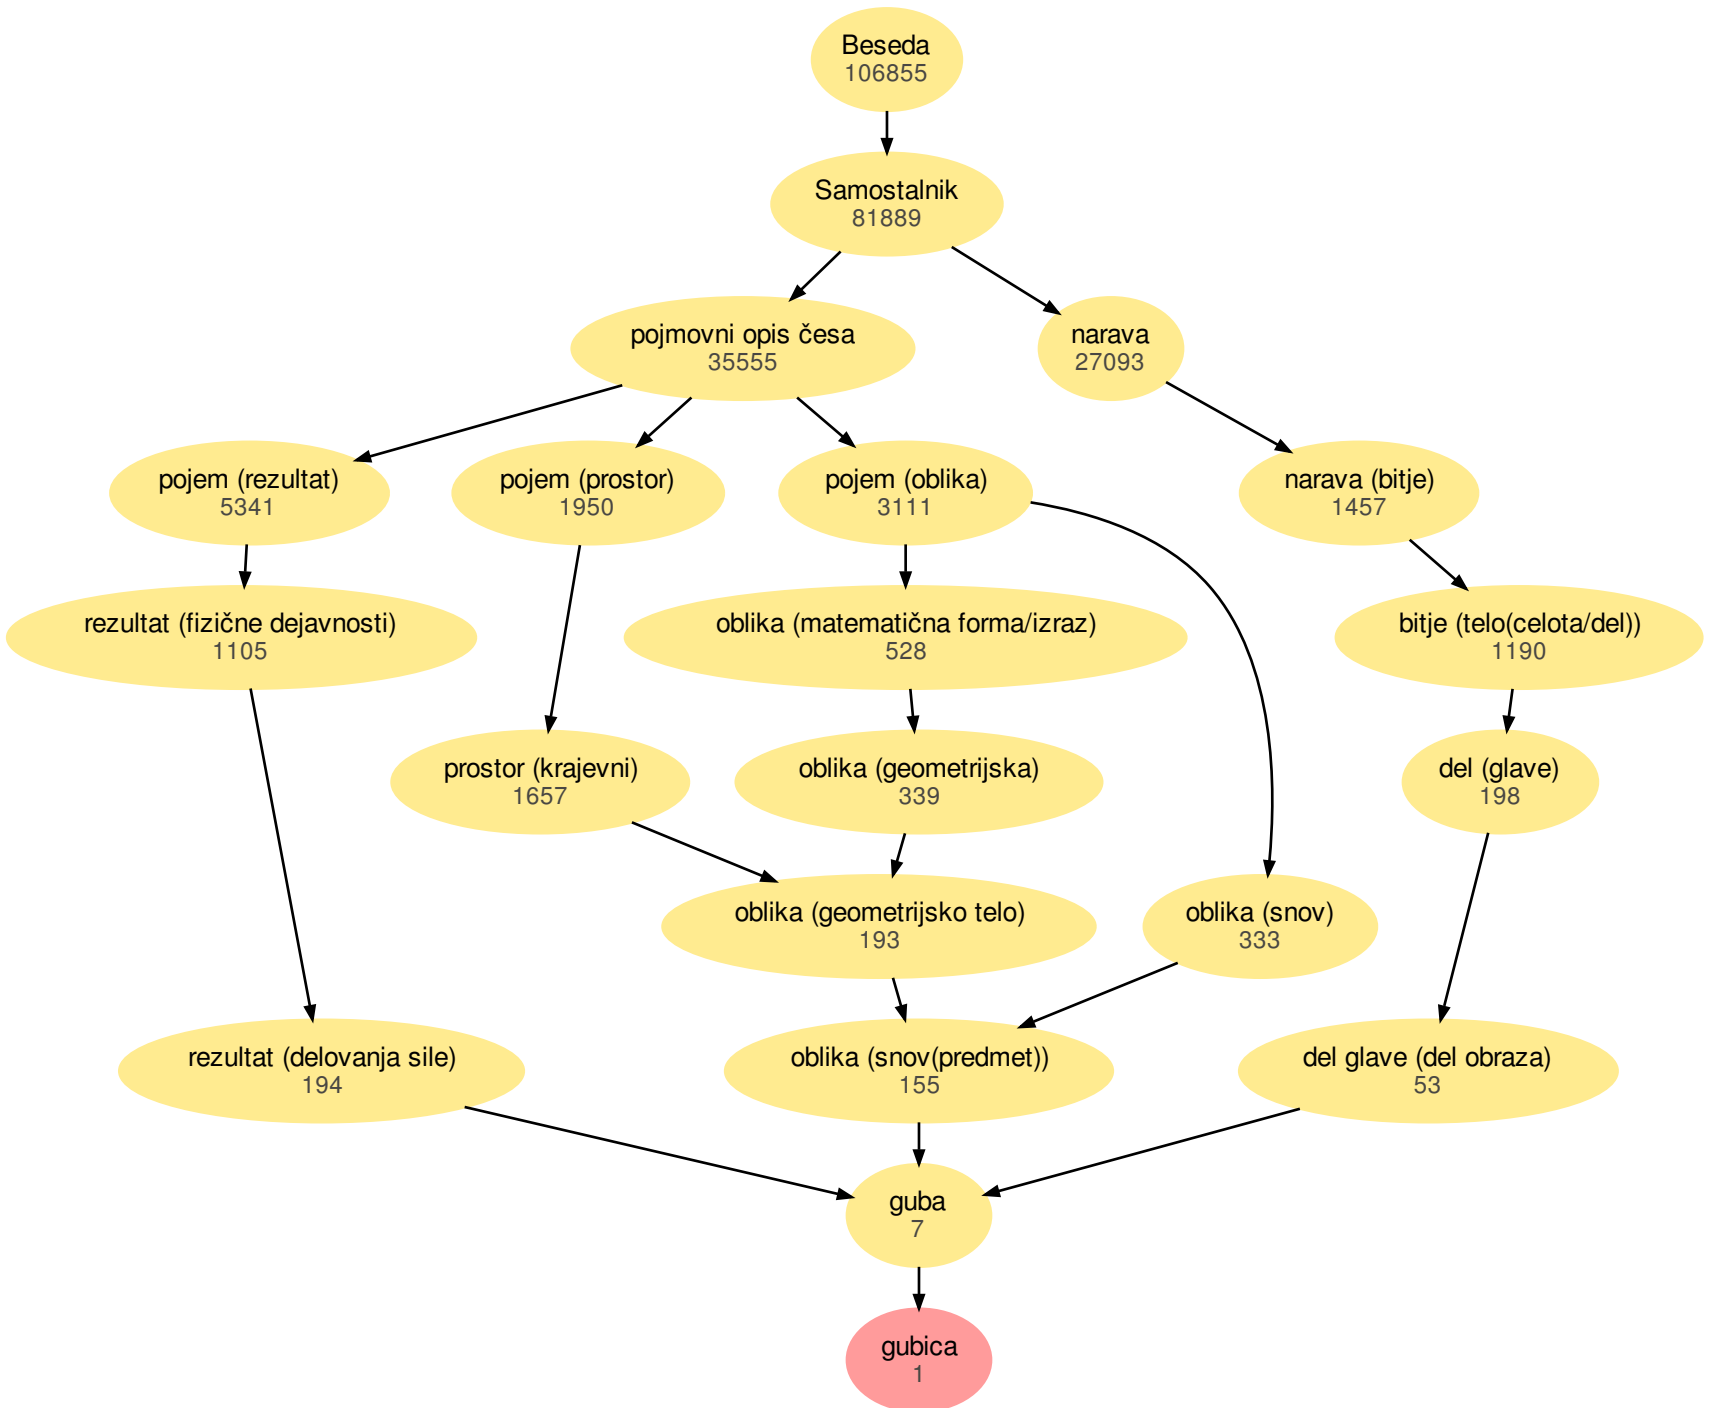 Beseda
106855
Samostalnik
81889
pojmovni opis česa
35555
narava
27093
pojem (rezultat)
5341
pojem (prostor)
1950
pojem (oblika)
3111
narava (bitje)
1457
rezultat (fizične dejavnosti)
1105
oblika (matematična forma/izraz)
528
bitje (telo(celota/del))
1190
prostor (krajevni)
1657
oblika (geometrijska)
339
del (glave)
198
oblika (geometrijsko telo)
193
oblika (snov)
333
rezultat (delovanja sile)
194
oblika (snov(predmet))
155
del glave (del obraza)
53
guba
7
gubica
1